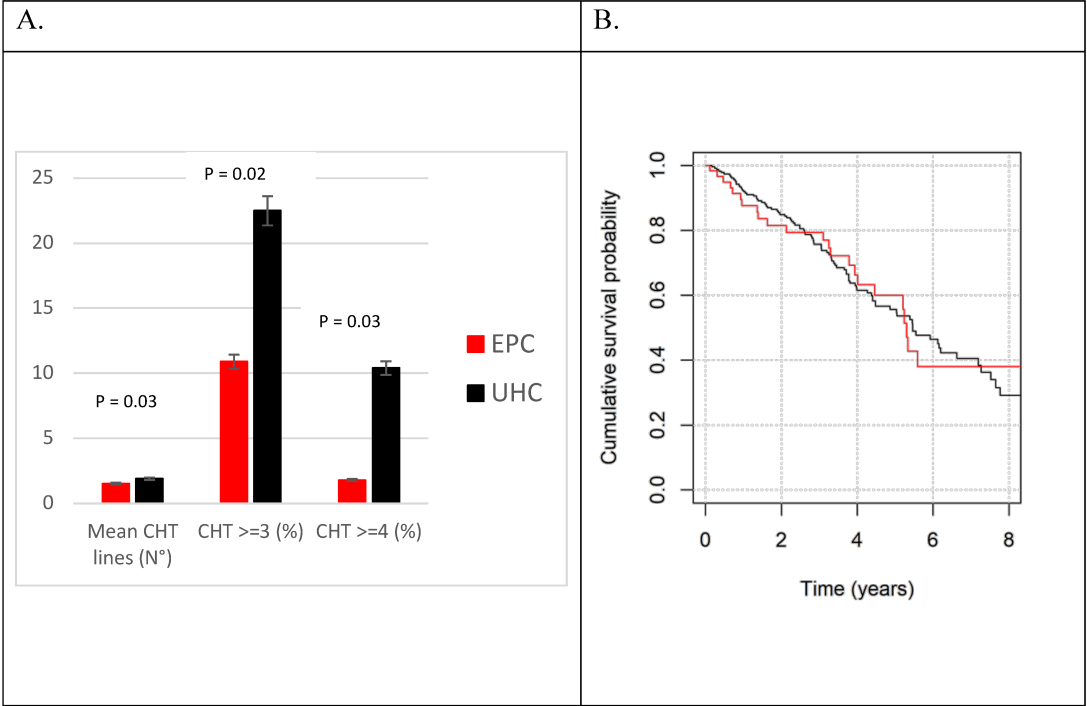 A.
B.
25
20
15
10
5
0
P = 0.02
P = 0.03
P = 0.03
Mean CHT
lines (N°)
CHT >=3 (%)
CHT >=4 (%)
EPC
UHC
Cumulative survival probability
1.0
0.8
0.6
0.4
0.2
0.0
0 2 4 6 8
Time (years)